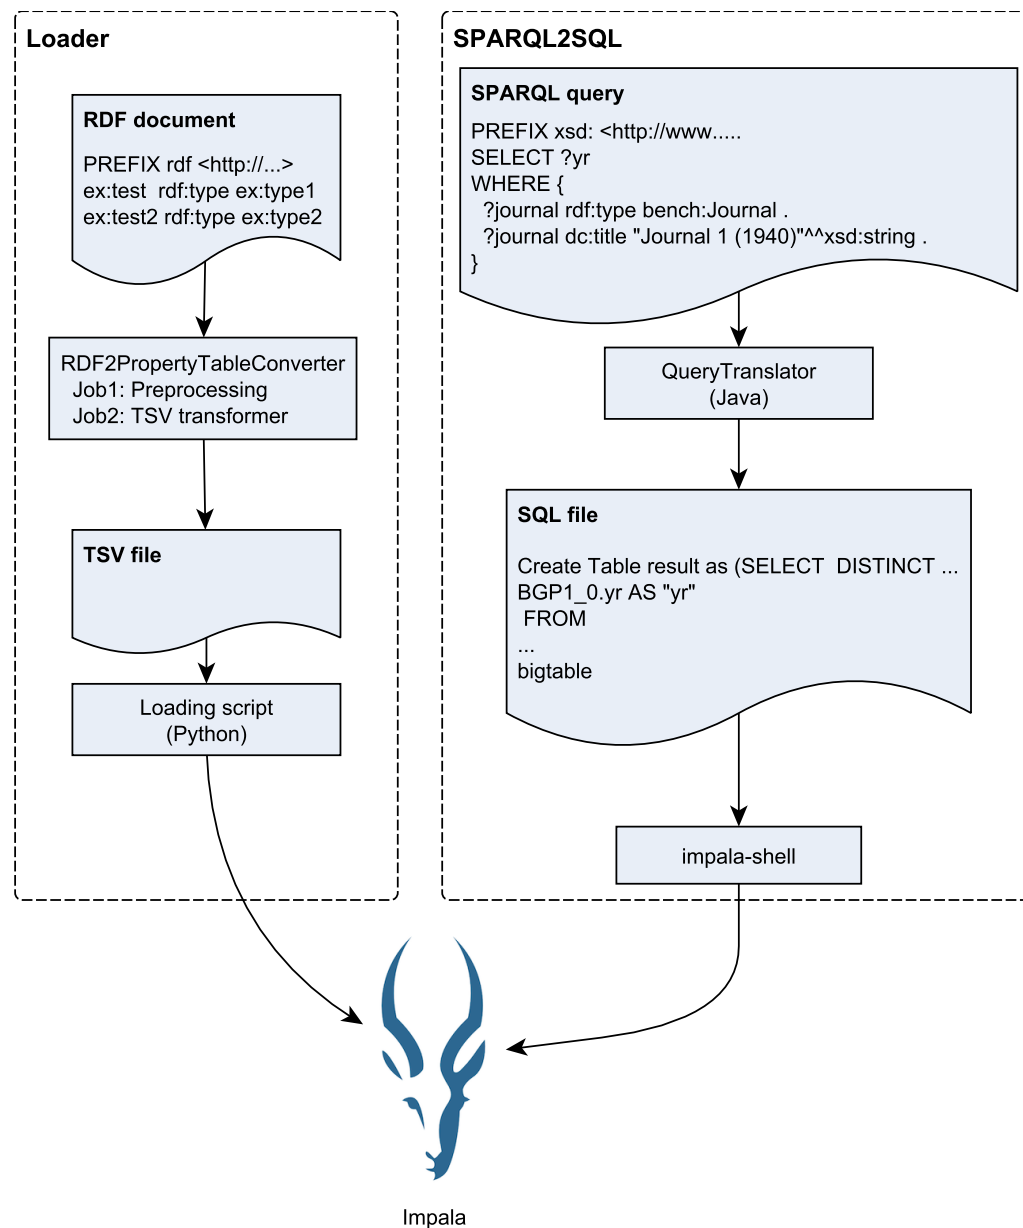 Loader
RDF document
PREFIX rdf <http://...>
ex:test  rdf:type ex:type1
ex:test2 rdf:type ex:type2
RDF2PropertyTableConverter
Job1: Preprocessing
Job2: TSV transformer
TSV file
Loading script
(Python)
SPARQL2SQL
SPARQL query
PREFIX xsd: <http://www.....
SELECT ?yr
WHERE {
?journal rdf:type bench:Journal .
?journal dc:title "Journal 1 (1940)"^^xsd:string .
}
QueryTranslator
(Java)
SQL file
Create Table result as (SELECT  DISTINCT ...
BGP1_0.yr AS "yr"
FROM
...
bigtable
impala-shell
Impala